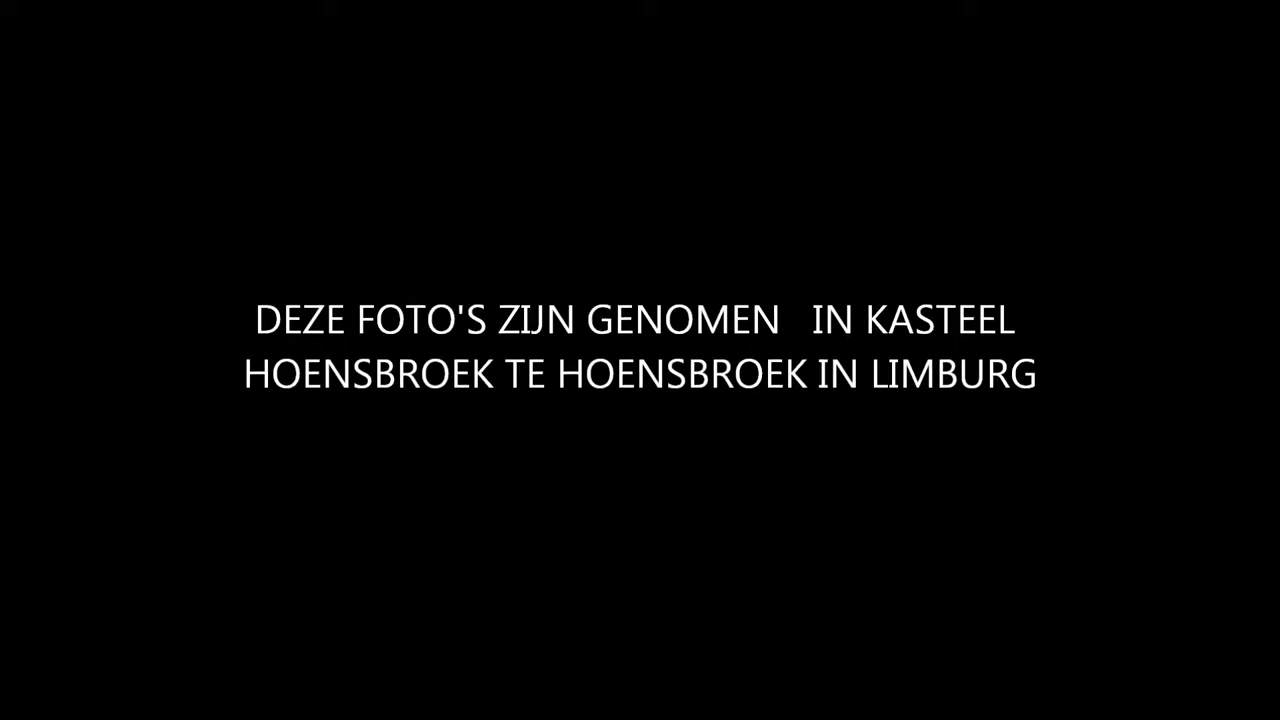 DEZE FOTO'S ZIJN GENOMEN   IN KASTEEL
HOENSBROEK TE HOENSBROEK IN LIMBURG